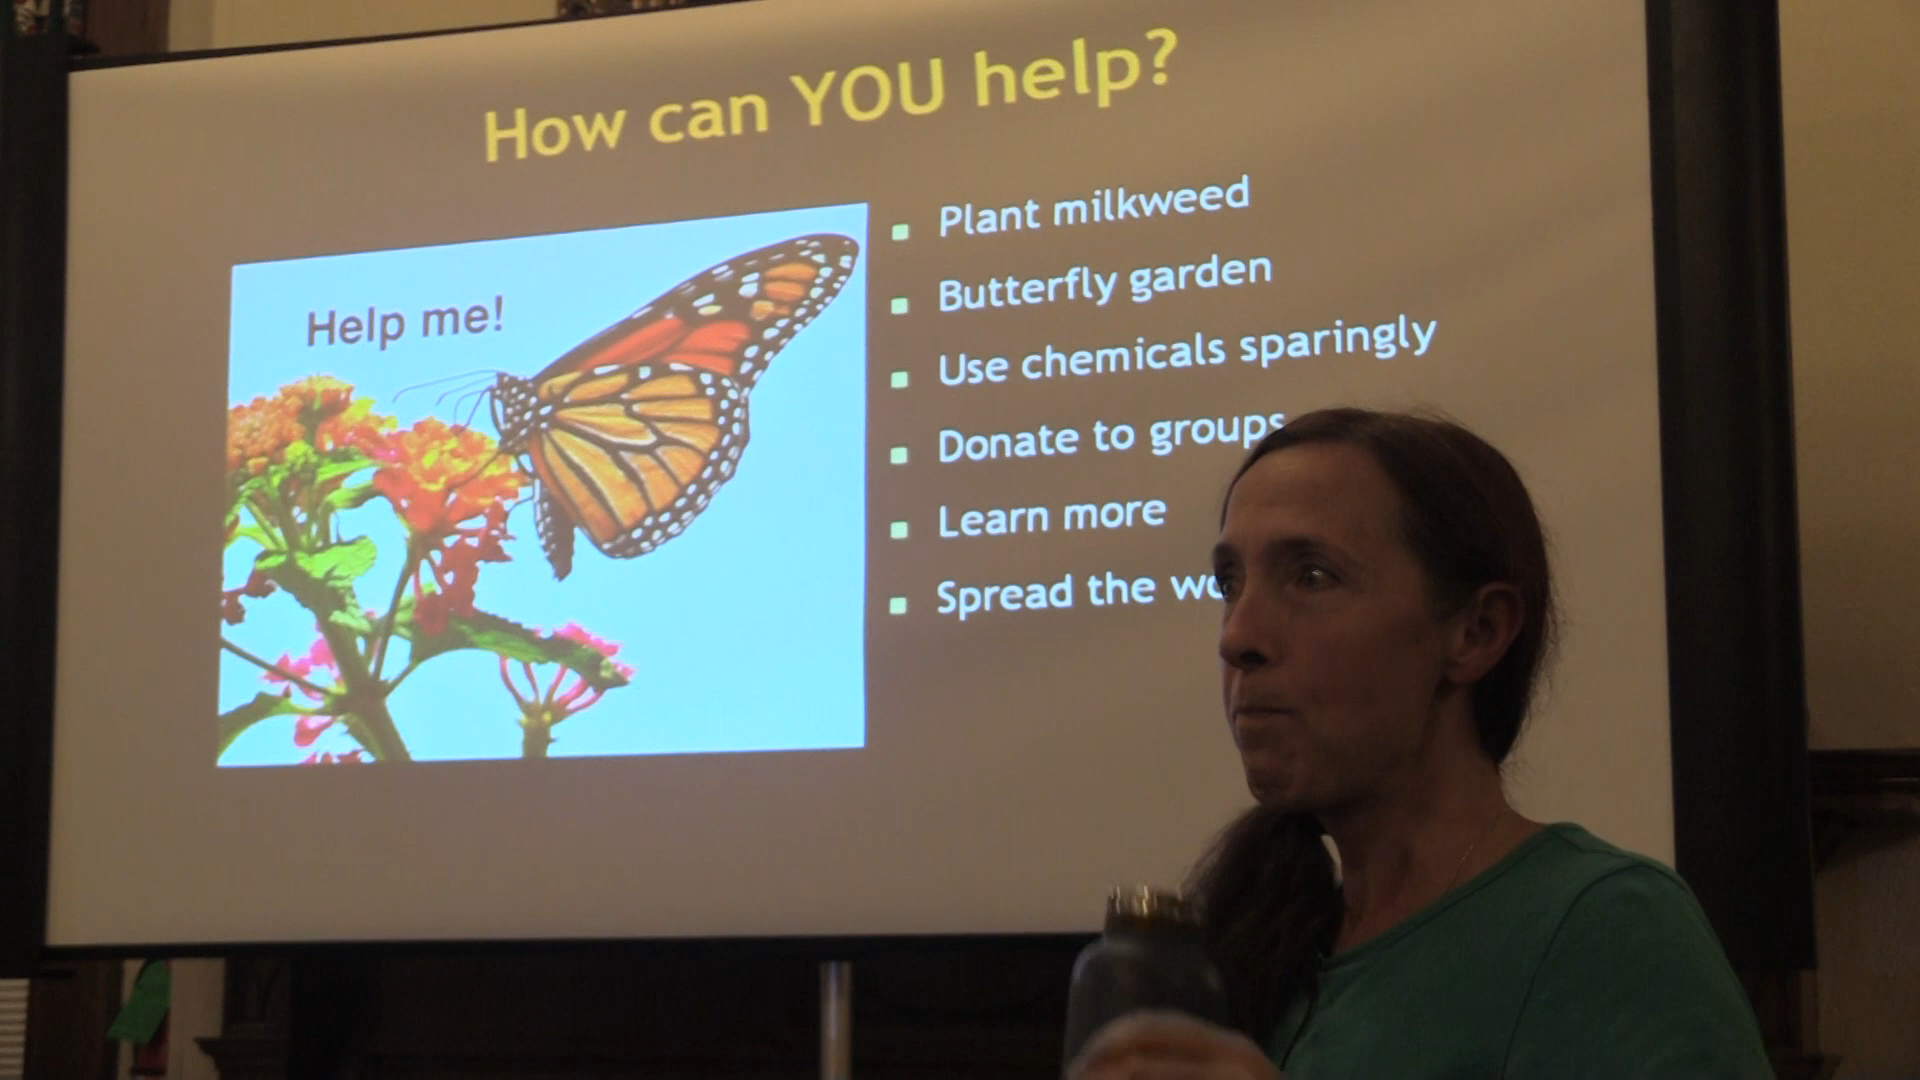 How can YOU help?
Help me!
Plant milkweed
Butterfly garden
Use chemicals sparingly
Donate to groups
Learn more
Spread the